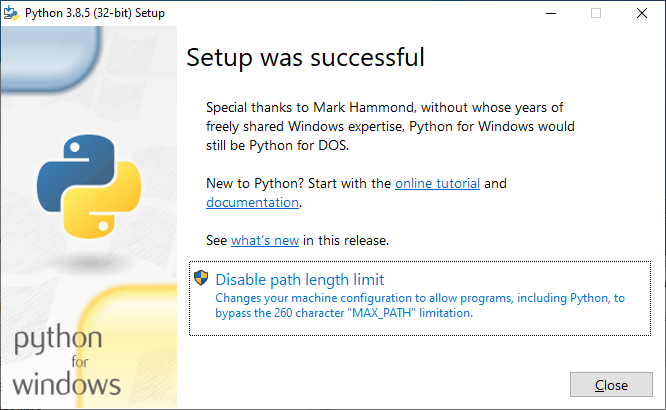 Python 3.8.5 (32-bit) Setup
Setup was successful
Special thanks to Mark Hammond, without whose years of
freely shared Windows expertise, Python for Windows would
still be Python for DOS.
New to Python? Start with the online tutorial and
documentation.
See what's new in this release.
Disable path length limit
Changes your machine configuration to allow programs, including Python, to
bypass the 260 character "MAX_PATH" limitation.
python
for
windows
Close